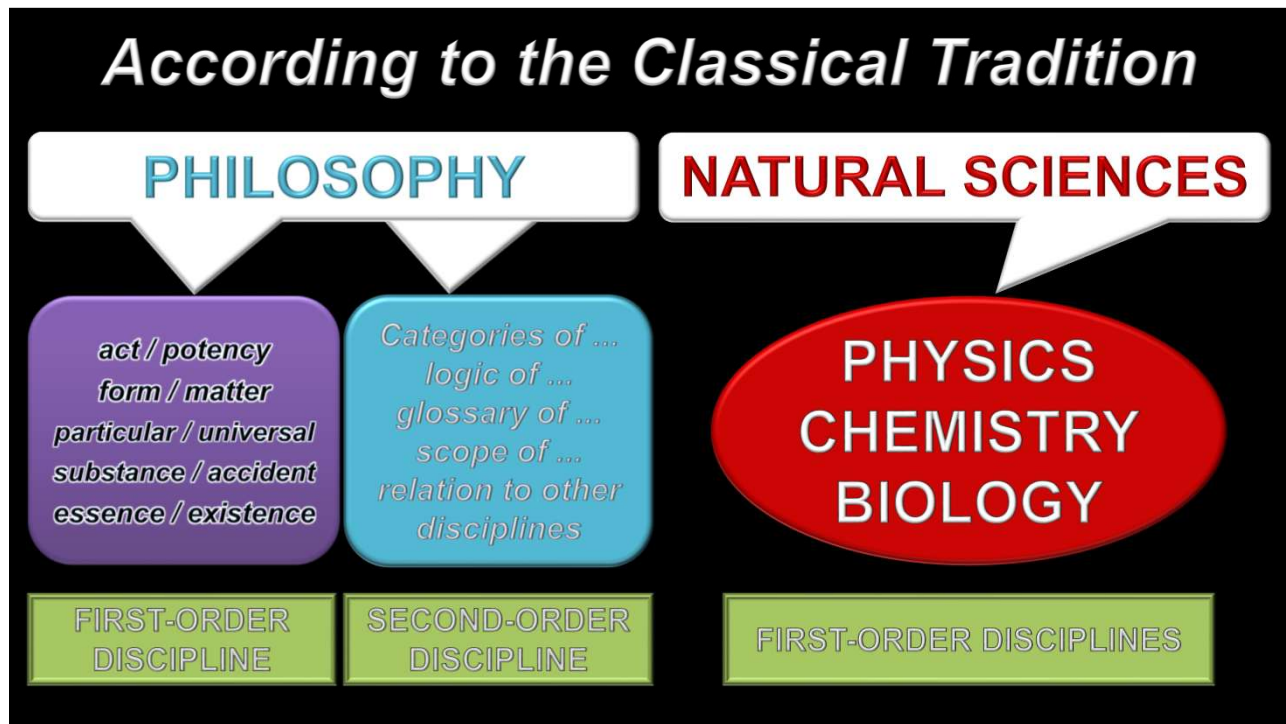 According to the Classical Tradition
PHILOSOPHY
NATURAL SCIENCES
act / potency
form / matter
particular / universal
substance / accident
essence / existence
Categories of ...
logic of ...
glossary of ...
scope of ...
relation to other
disciplines
PHYSICS
CHEMISTRY
BIOLOGY
FIRST-ORDER
DISCIPLINE
SECOND-ORDER
DISCIPLINE
FIRST-ORDER DISCIPLINES